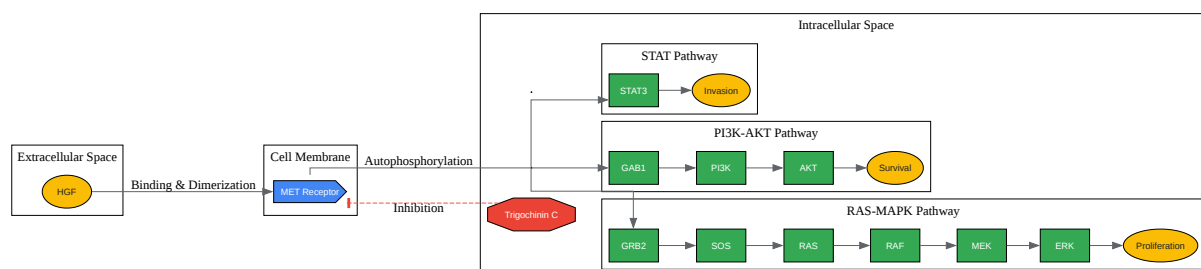 Intracellular Space
STAT Pathway
STAT3
Invasion
PI3K-AKT Pathway
Extracellular Space
Cell Membrane
Autophosphorylation
GAB1
PI3K
AKT
Survival
HGF
Binding & Dimerization
MET Receptor
Inhibition
Trigochinin C
RAS-MAPK Pathway
GRB2
SOS
RAS
RAF
MEK
ERK
Proliferation